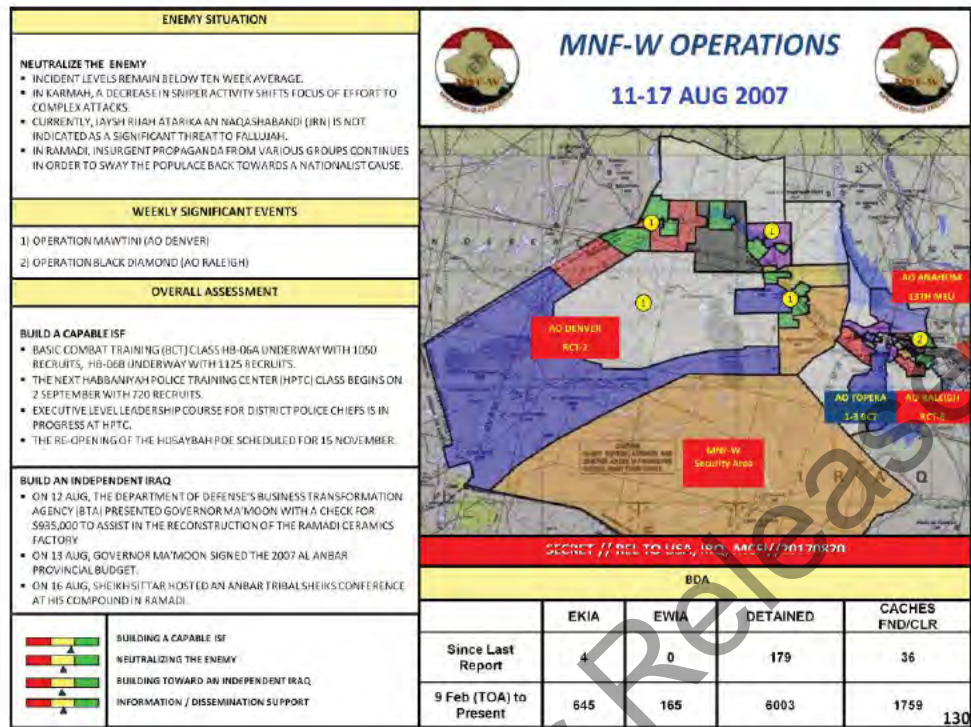 ENEMY SITUATION
NEUTRALIZE THE ENEMY
▪ INCIDENT LEVELS REMAIN BELOW TEN WEEK AVERAGE.
▪ IN KARMAH, A DECREASE IN SNIPER ACTIVITY SHIFTS FOCUS OF EFFORT TO
COMPLEX ATTACKS.
▪ CURRENTLY, JAYSH RIJAH ATARIKA AN NAQASHABANDI (JRN) IS NOT
INDICATED AS A SIGNIFICANT THREAT TO FALLUJAH.
▪ IN RAMADI, INSURGENT PROPAGANDA FROM VARIOUS GROUPS CONTINUES
IN ORDER TO SWAY THE POPULACE BACK TOWARDS A NATIONALIST CAUSE.
WEEKLY SIGNIFICANT EVENTS
1) OPERATION MAWTINI (AO DENVER)
2) OPERATION BLACK DIAMOND (AO RALEIGH)
OVERALL ASSESSMENT
BUILD A CAPABLE ISF
▪ BASIC COMBAT TRAINING (BCT) CLASS HB-06A UNDERWAY WITH 1050
RECRUITS, HB-06B UNDERWAY WITH 1125 RECRUITS.
▪ THE NEXT HABBANIYAH POLICE TRAINING CENTER (HPTC) CLASS BEGINS ON
2 SEPTEMBER WITH 720 RECRUITS.
▪ EXECUTIVE LEVEL LEADERSHIP COURSE FOR DISTRICT POLICE CHIEFS IS IN
PROGRESS AT HPTC.
▪ THE RE-OPENING OF THE HUSAYBAH POE SCHEDULED FOR 15 NOVEMBER.
BUILD AN INDEPENDENT IRAQ
▪ ON 12 AUG, THE DEPARTMENT OF DEFENSE'S BUSINESS TRANSFORMATION
AGENCY (BTA) PRESENTED GOVERNOR MA'MOON WITH A CHECK FOR
$935,000 TO ASSIST IN THE RECONSTRUCTION OF THE RAMADI CERAMICS
FACTORY
▪ ON 13 AUG, GOVERNOR MA'MOON SIGNED THE 2007 AL ANBAR
PROVINCIAL BUDGET.
▪ ON 16 AUG, SHEIKH SITTAR HOSTED AN ANBAR TRIBAL SHEIKS CONFERENCE
AT HIS COMPOUND IN RAMADI.
BUILDING A CAPABLE ISF
NEUTRALIZING THE ENEMY
BUILDING TOWARD AN INDEPENDENT IRAQ
INFORMATION / DISSEMINATION SUPPORT
MNF-W OPERATIONS
11-17 AUG 2007
MNF-W
MNF-W
1
1
1
1
2
AO ANAHEIM
13TH MEU
AO DENVER
RCT-2
AO TOPEKA
1-3 BCT
AO RALEIGH
RCT-6
MNF-W
Security Area
I R A Q
SECRET // REL TO USA, IRQ, MCFI//20170820
BDA
EKIA EWIA DETAINED CACHES
FND/CLR
Since Last
Report 4 0 179 36
9 Feb (TOA) to
Present 645 165 6003 1759
130
Release